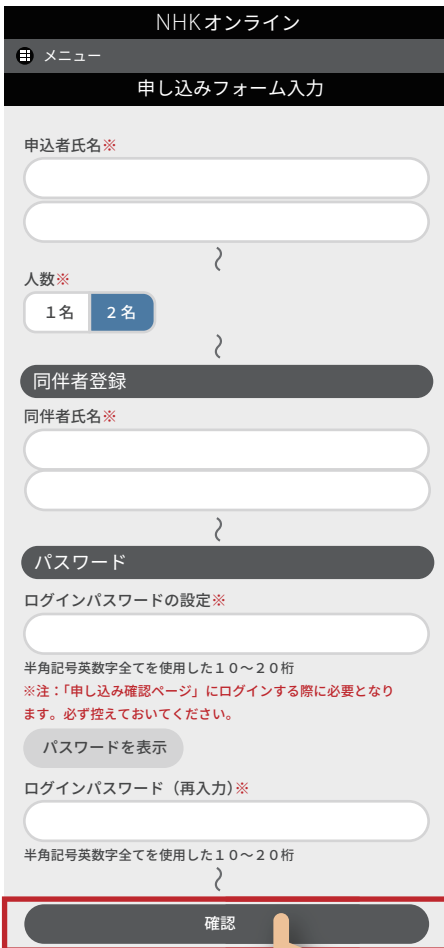 NHKオンライン
メニュー
申し込みフォーム入力
申込者氏名※
人数※
１名 ２名
同伴者登録
同伴者氏名※
パスワード
ログインパスワードの設定※
半角記号英数字全てを使用した１０〜２０桁
※注：「申し込み確認ページ」にログインする際に必要となり
ます。必ず控えておいてください。
パスワードを表示
ログインパスワード（再入力）※
半角記号英数字全てを使用した１０〜２０桁
確認